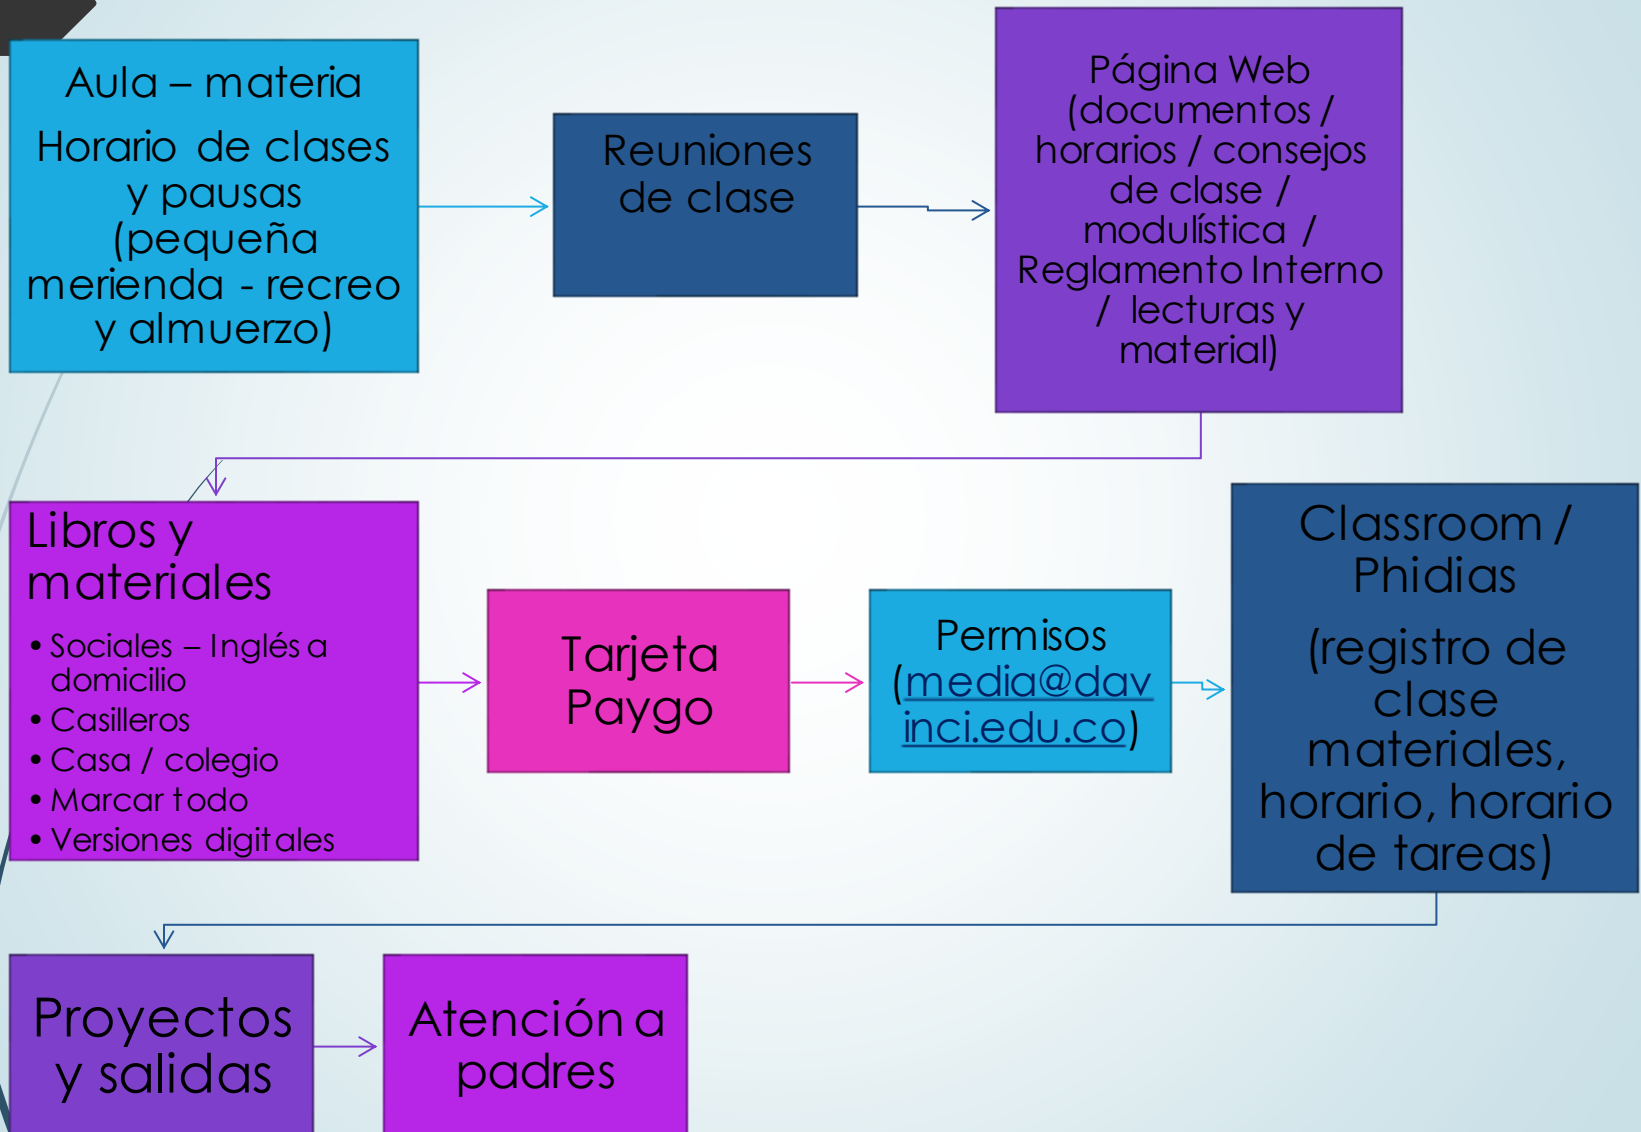 Aula – materia
Horario de clases
y pausas
(pequeña
merienda - recreo
y almuerzo)
Reuniones
de clase
Página Web
(documentos /
horarios / consejos
de clase /
modulística /
Reglamento Interno
/ lecturas y
material)
Libros y
materiales
• Sociales – Inglés a
domicilio
• Casilleros
• Casa / colegio
• Marcar todo
• Versiones digitales
Tarjeta
Paygo
Permisos
(media@dav
inci.edu.co)
Classroom /
Phidias
(registro de
clase
materiales,
horario, horario
de tareas)
Proyectos
y salidas
Atención a
padres